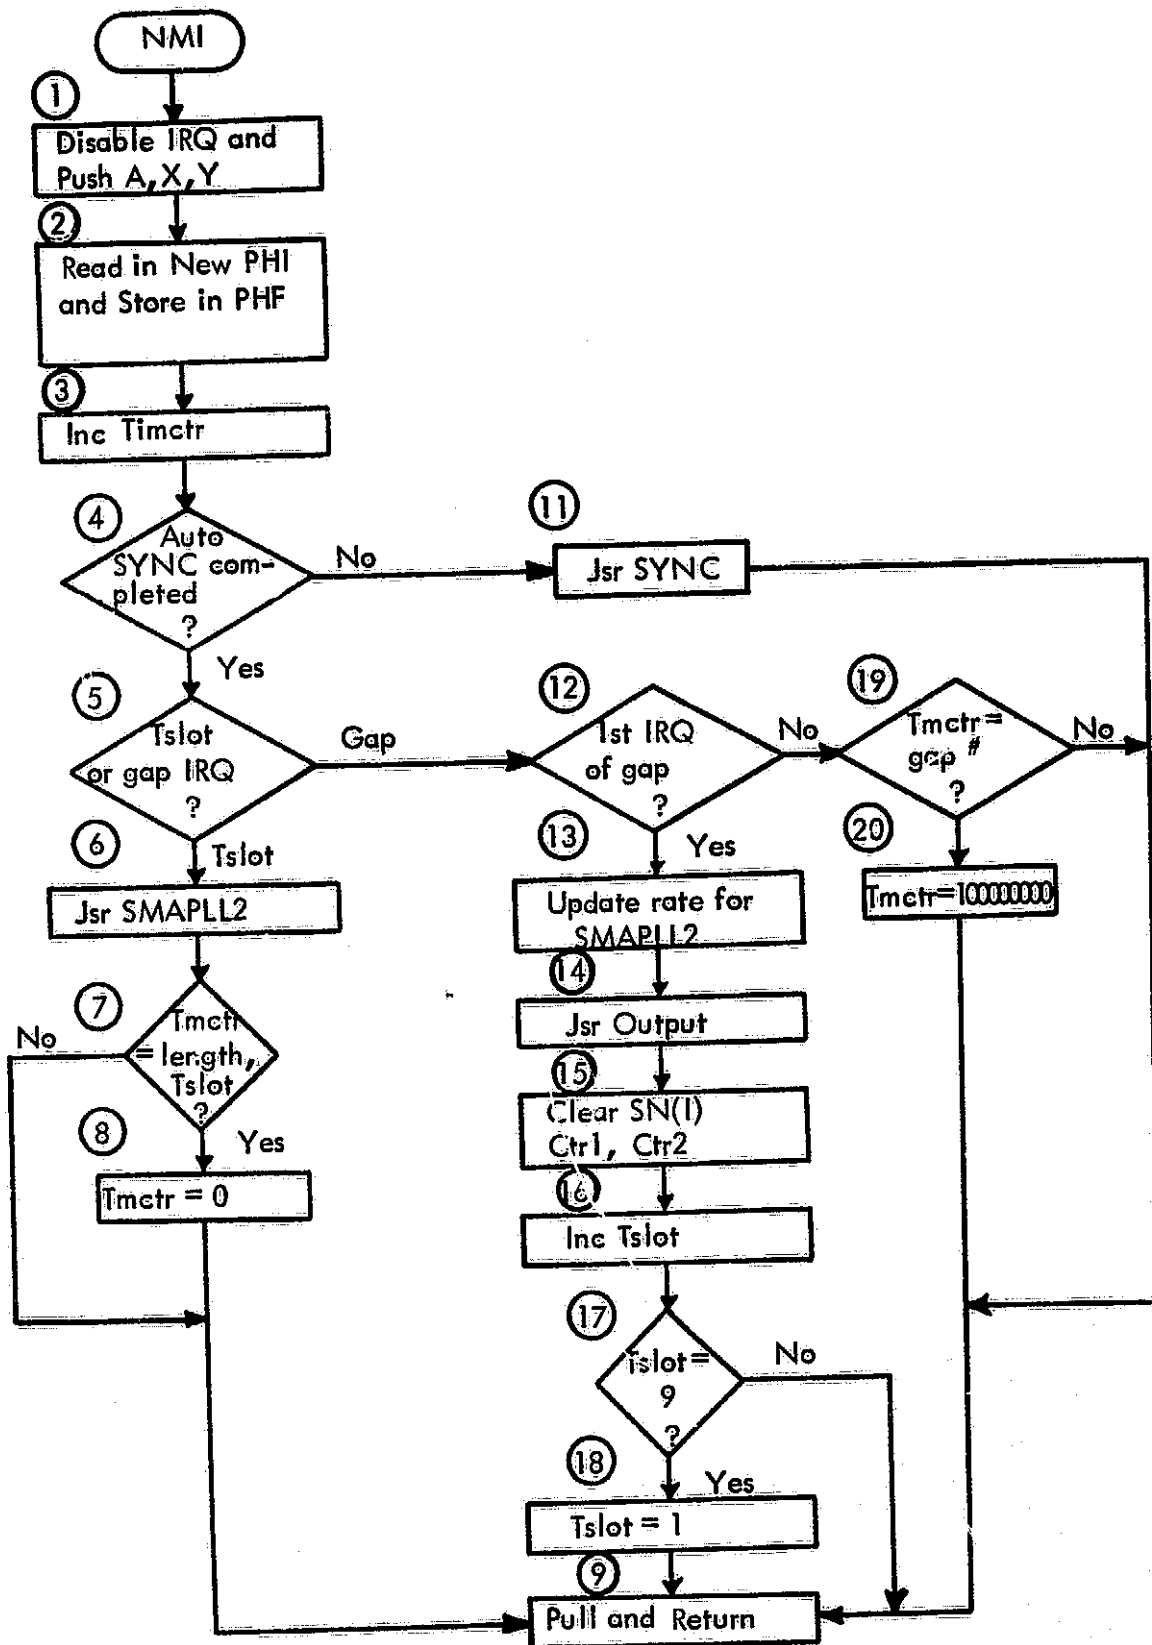 NMI
1
Disable IRQ and
Push A, X, Y
2
Read in New PHI
and Store in PHF
3
Inc Timctr
4
Auto
SYNC com-
pleted
?
No
11
Jsr SYNC
Yes
5
Tslot
or gap IRQ
?
Gap
12
1st IRQ
of gap
?
No
19
Tmctr =
gap #
?
No
6
Tslot
Jsr SMAPLL2
13
Yes
Update rate for
SMAPLL2
20
Tmctr=100000000
14
Jsr Output
7
Tmctr
= length,
Tslot
?
No
15
Clear SN(I)
Ctr1, Ctr2
8
Yes
Tmctr = 0
16
Inc Tslot
17
Tslot =
9
?
No
18
Yes
Tslot = 1
9
Pull and Return